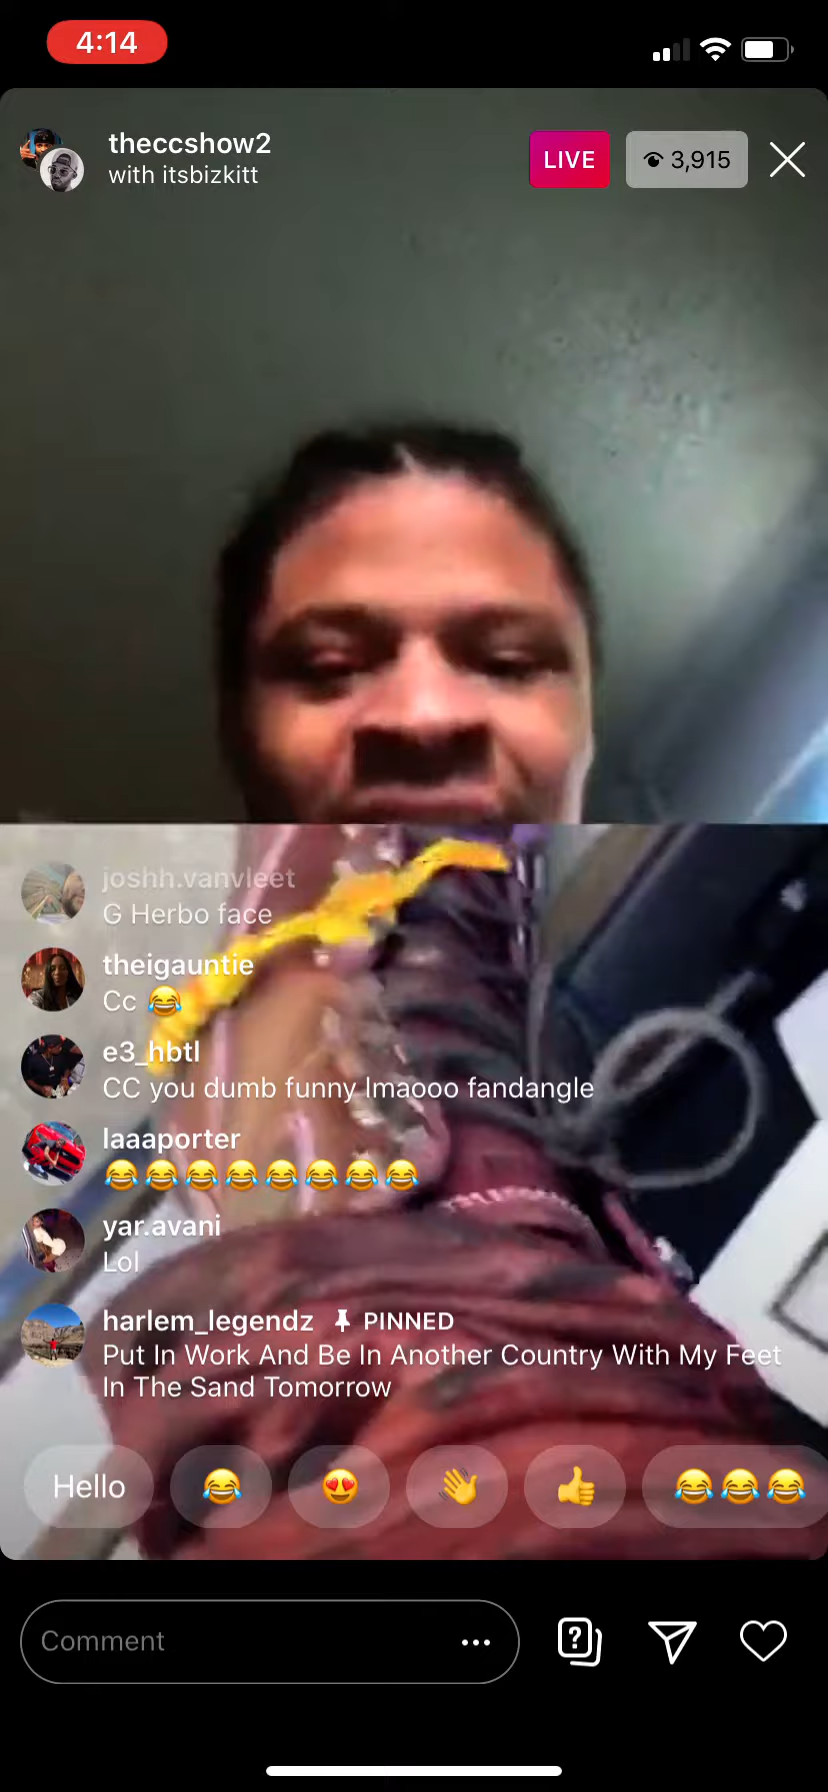 4:14
theccshow2
with itsbizkitt
LIVE
3,915
joshh.vanvleet
G Herbo face
theigauntie
Cc 😂
e3_hbtl
CC you dumb funny lmaooo fandangle
laaaporter
😂😂😂😂😂😂😂😂
yar.avani
Lol
harlem_legendz PINNED
Put In Work And Be In Another Country With My Feet
In The Sand Tomorrow
Hello 😂 😍 👋 👍 😂😂😂
Comment